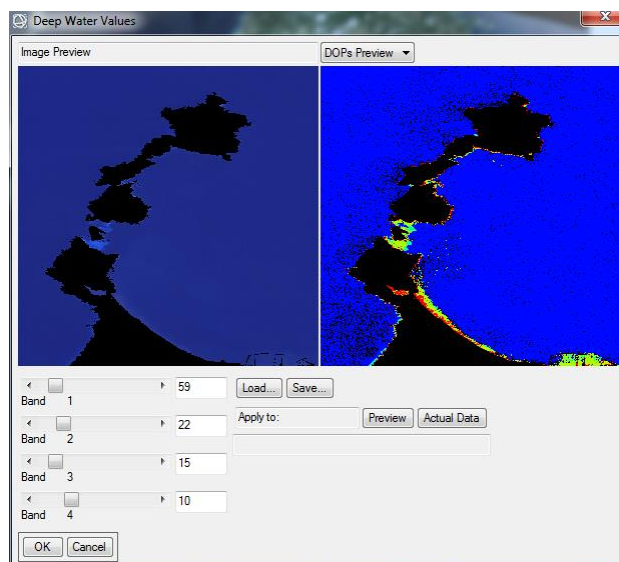 Deep Water Values
Image Preview
DOPs Preview
Band 1
59
Band 2
22
Band 3
15
Band 4
10
Load... Save...
Apply to: Preview Actual Data
OK Cancel